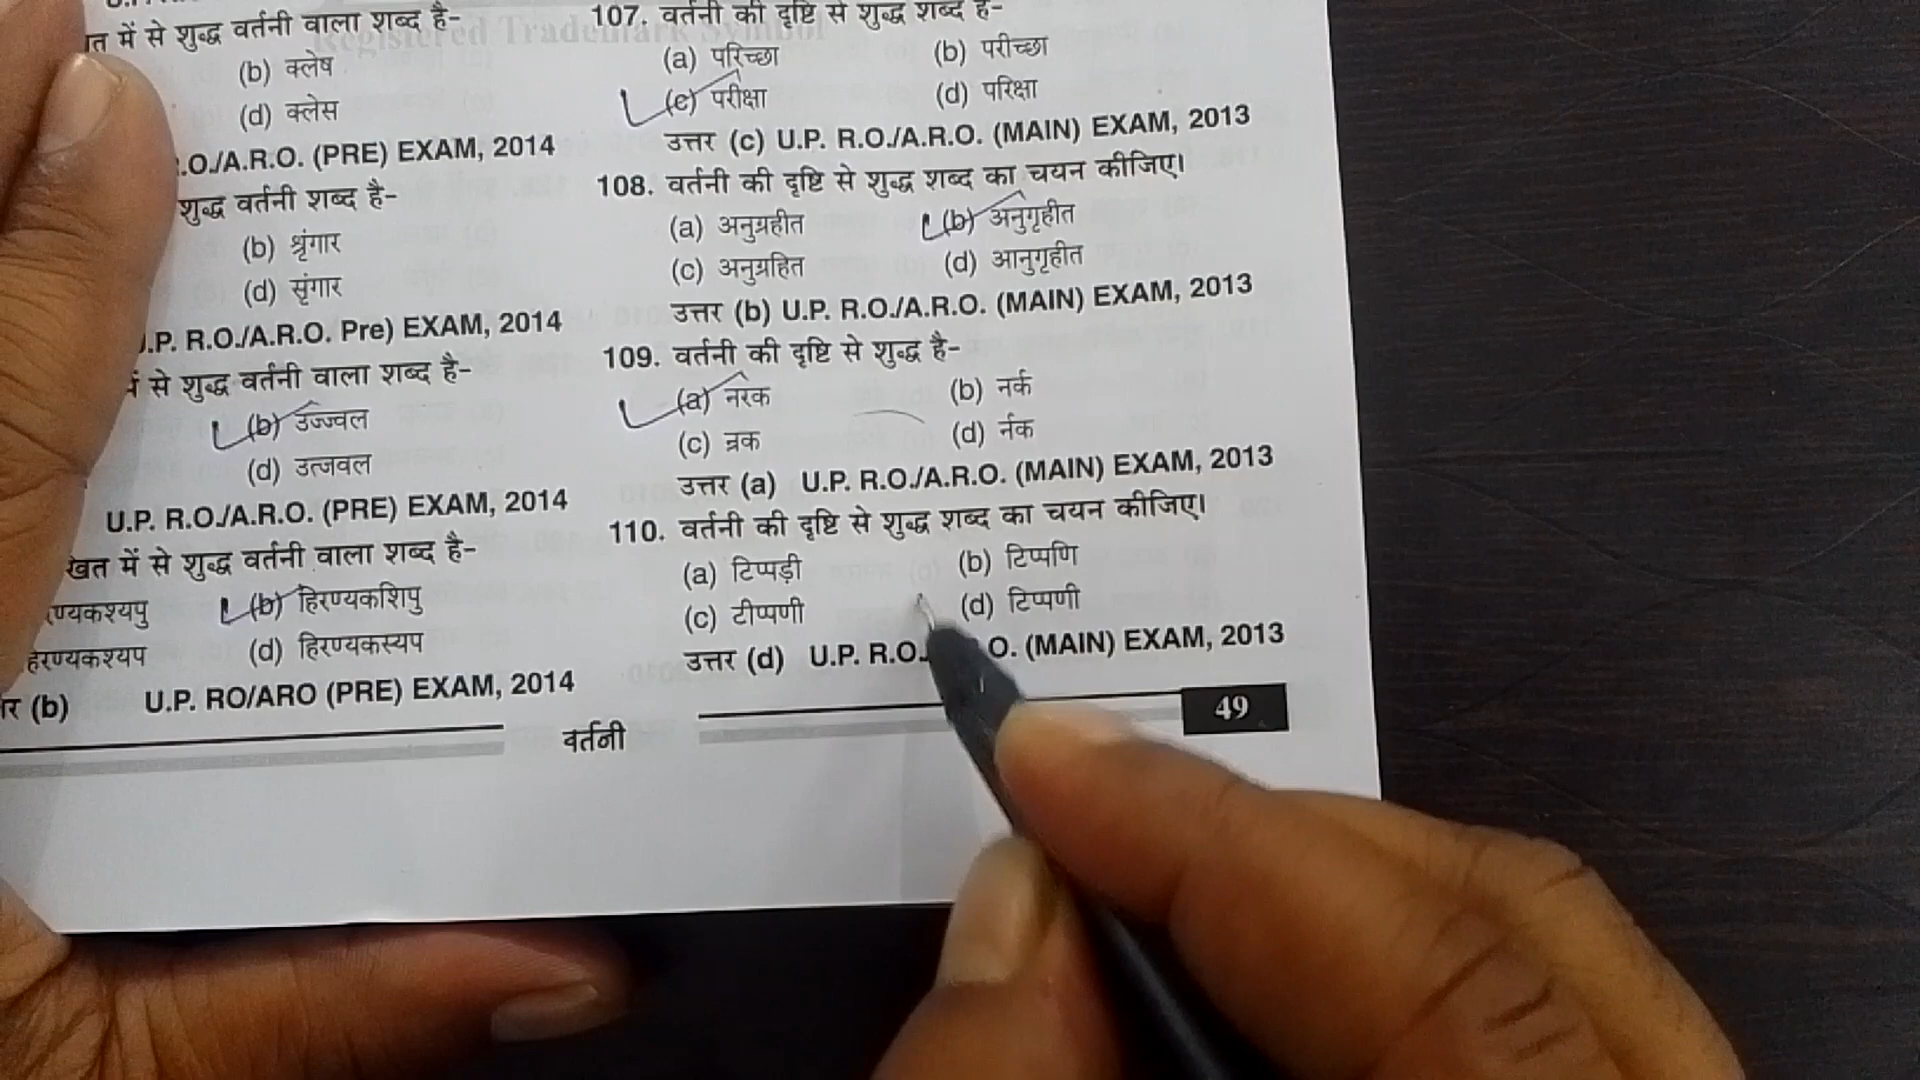 त में से शुद्ध वर्तनी वाला शब्द है-
(b) क्लेष
(d) क्लेस
.O./A.R.O. (PRE) EXAM, 2014
शुद्ध वर्तनी शब्द है-
(b) श्रृंगार
(d) सृंगार
.P. R.O./A.R.O. Pre) EXAM, 2014
में से शुद्ध वर्तनी वाला शब्द है-
(b) उज्ज्वल
(d) उत्जवल
U.P. R.O./A.R.O. (PRE) EXAM, 2014
खत में से शुद्ध वर्तनी वाला शब्द है-
रण्यकश्यपु (b) हिरण्यकशिपु
हिरण्यकश्यप (d) हिरण्यकस्यप
र (b) U.P. RO/ARO (PRE) EXAM, 2014
107. वर्तनी की दृष्टि से शुद्ध शब्द है-
(a) परिच्छा (b) परीच्छा
(c) परीक्षा (d) परिक्षा
उत्तर (c) U.P. R.O./A.R.O. (MAIN) EXAM, 2013
108. वर्तनी की दृष्टि से शुद्ध शब्द का चयन कीजिए।
(a) अनुग्रहीत (b) अनुगृहीत
(c) अनुग्रहित (d) आनुगृहीत
उत्तर (b) U.P. R.O./A.R.O. (MAIN) EXAM, 2013
109. वर्तनी की दृष्टि से शुद्ध है-
(a) नरक (b) नर्क
(c) न्रक (d) र्नक
उत्तर (a) U.P. R.O./A.R.O. (MAIN) EXAM, 2013
110. वर्तनी की दृष्टि से शुद्ध शब्द का चयन कीजिए।
(a) टिप्पड़ी (b) टिप्पणि
(c) टीप्पणी (d) टिप्पणी
उत्तर (d) U.P. R.O. O. (MAIN) EXAM, 2013
वर्तनी
49